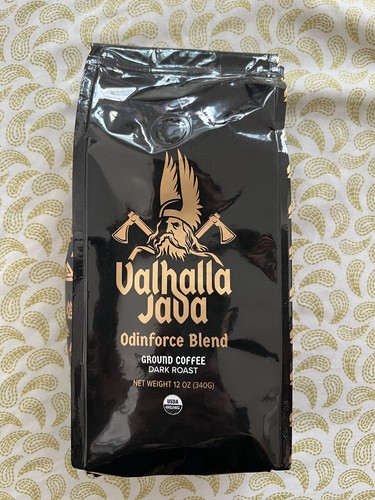 Valhalla
Java
Odinforce Blend
GROUND COFFEE
DARK ROAST
NET WEIGHT 12 OZ (340G)
USDA
ORGANIC